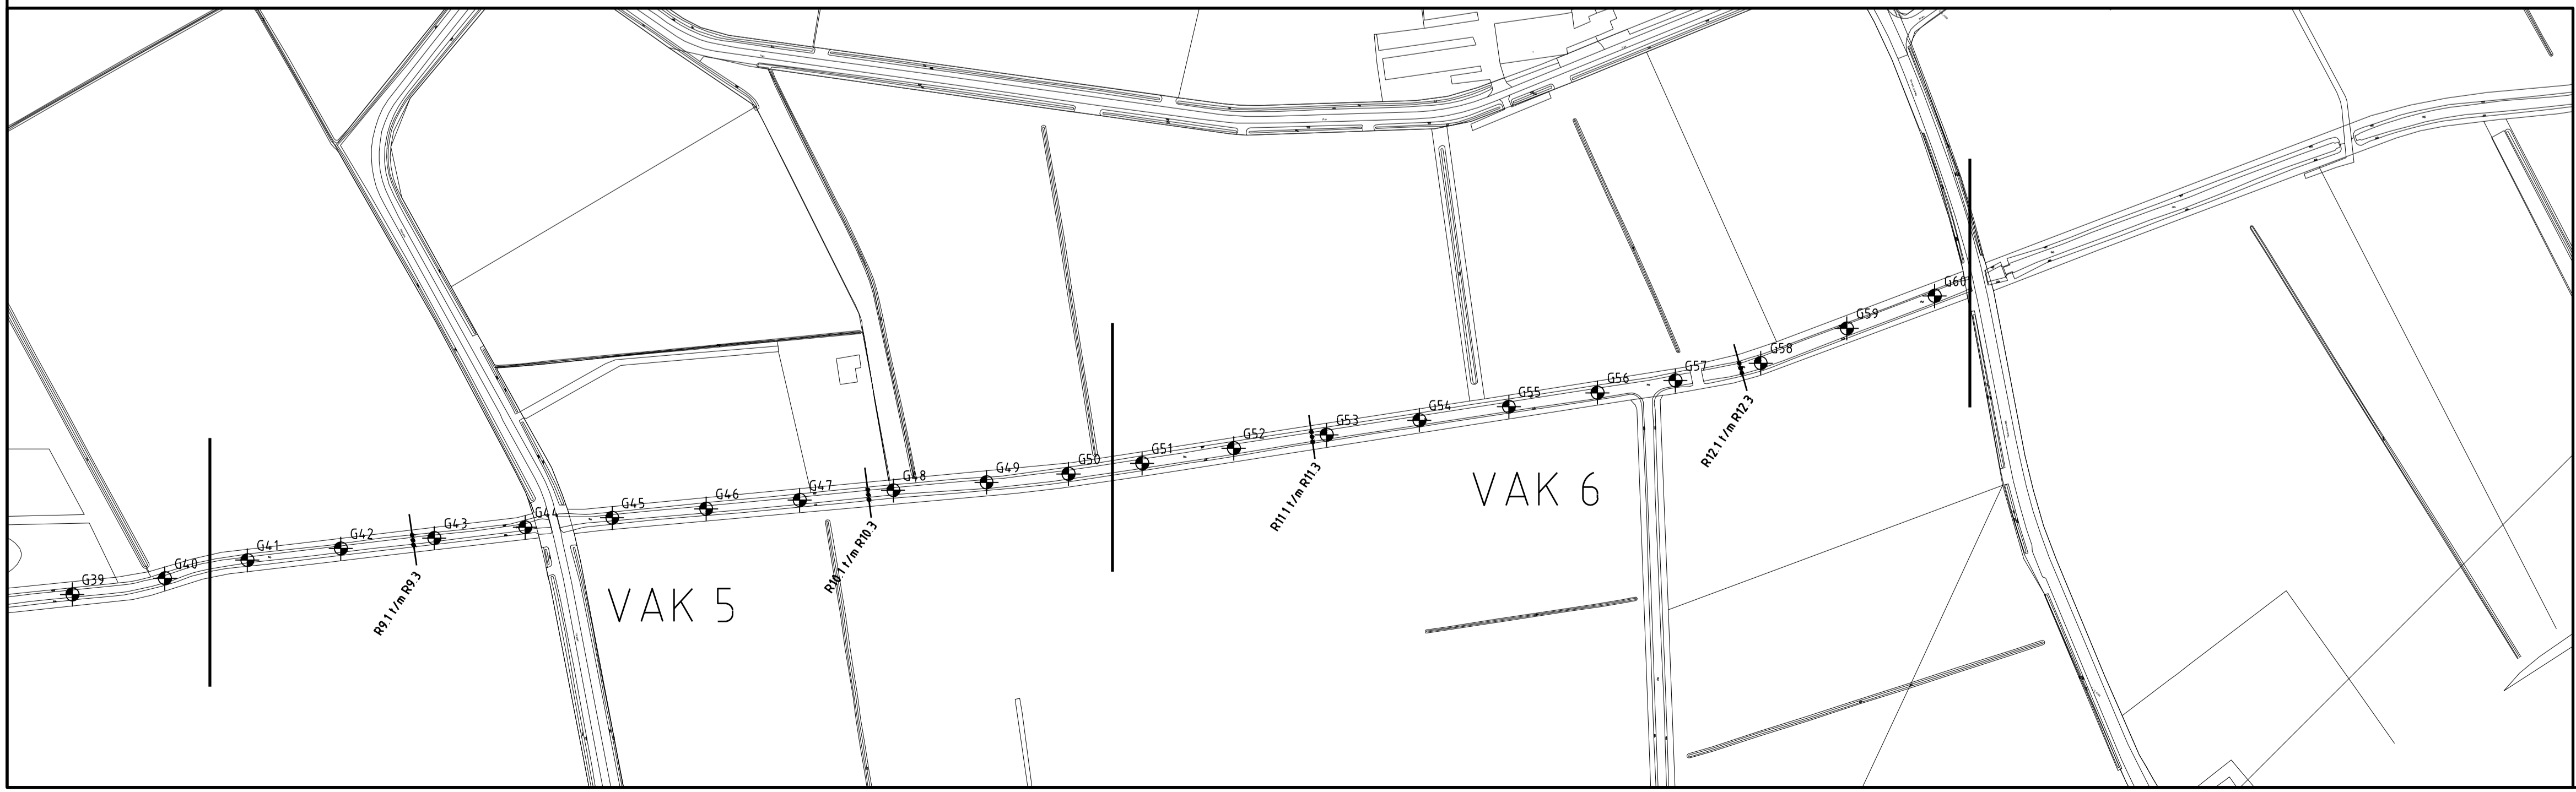 G39
G40
G41
G42
G43
G44
G45
G46
G47
G48
G49
G50
G51
G52
G53
G54
G55
G56
G57
G58
G59
G60
R9.1 t/m R9.3
R10.1 t/m R10.3
R11.1 t/m R11.3
R12.1 t/m R12.3
VAK 5
VAK 6